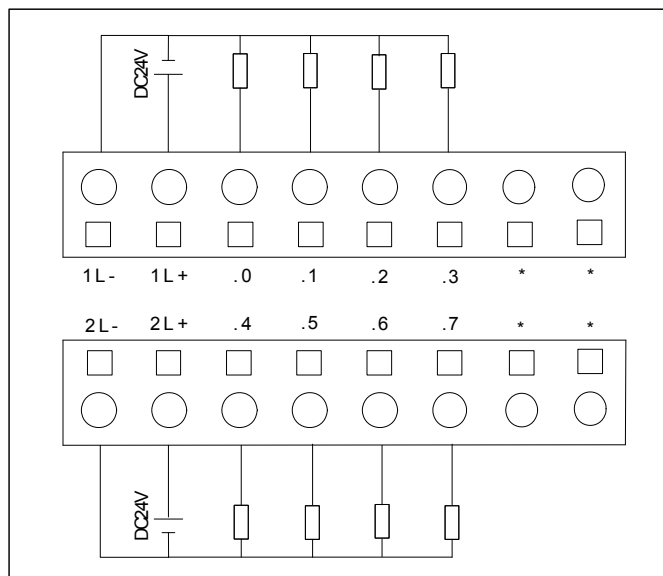 DC24V
1L- 1L+ .0 .1 .2 .3 * *
2L- 2L+ .4 .5 .6 .7 * *
DC24V